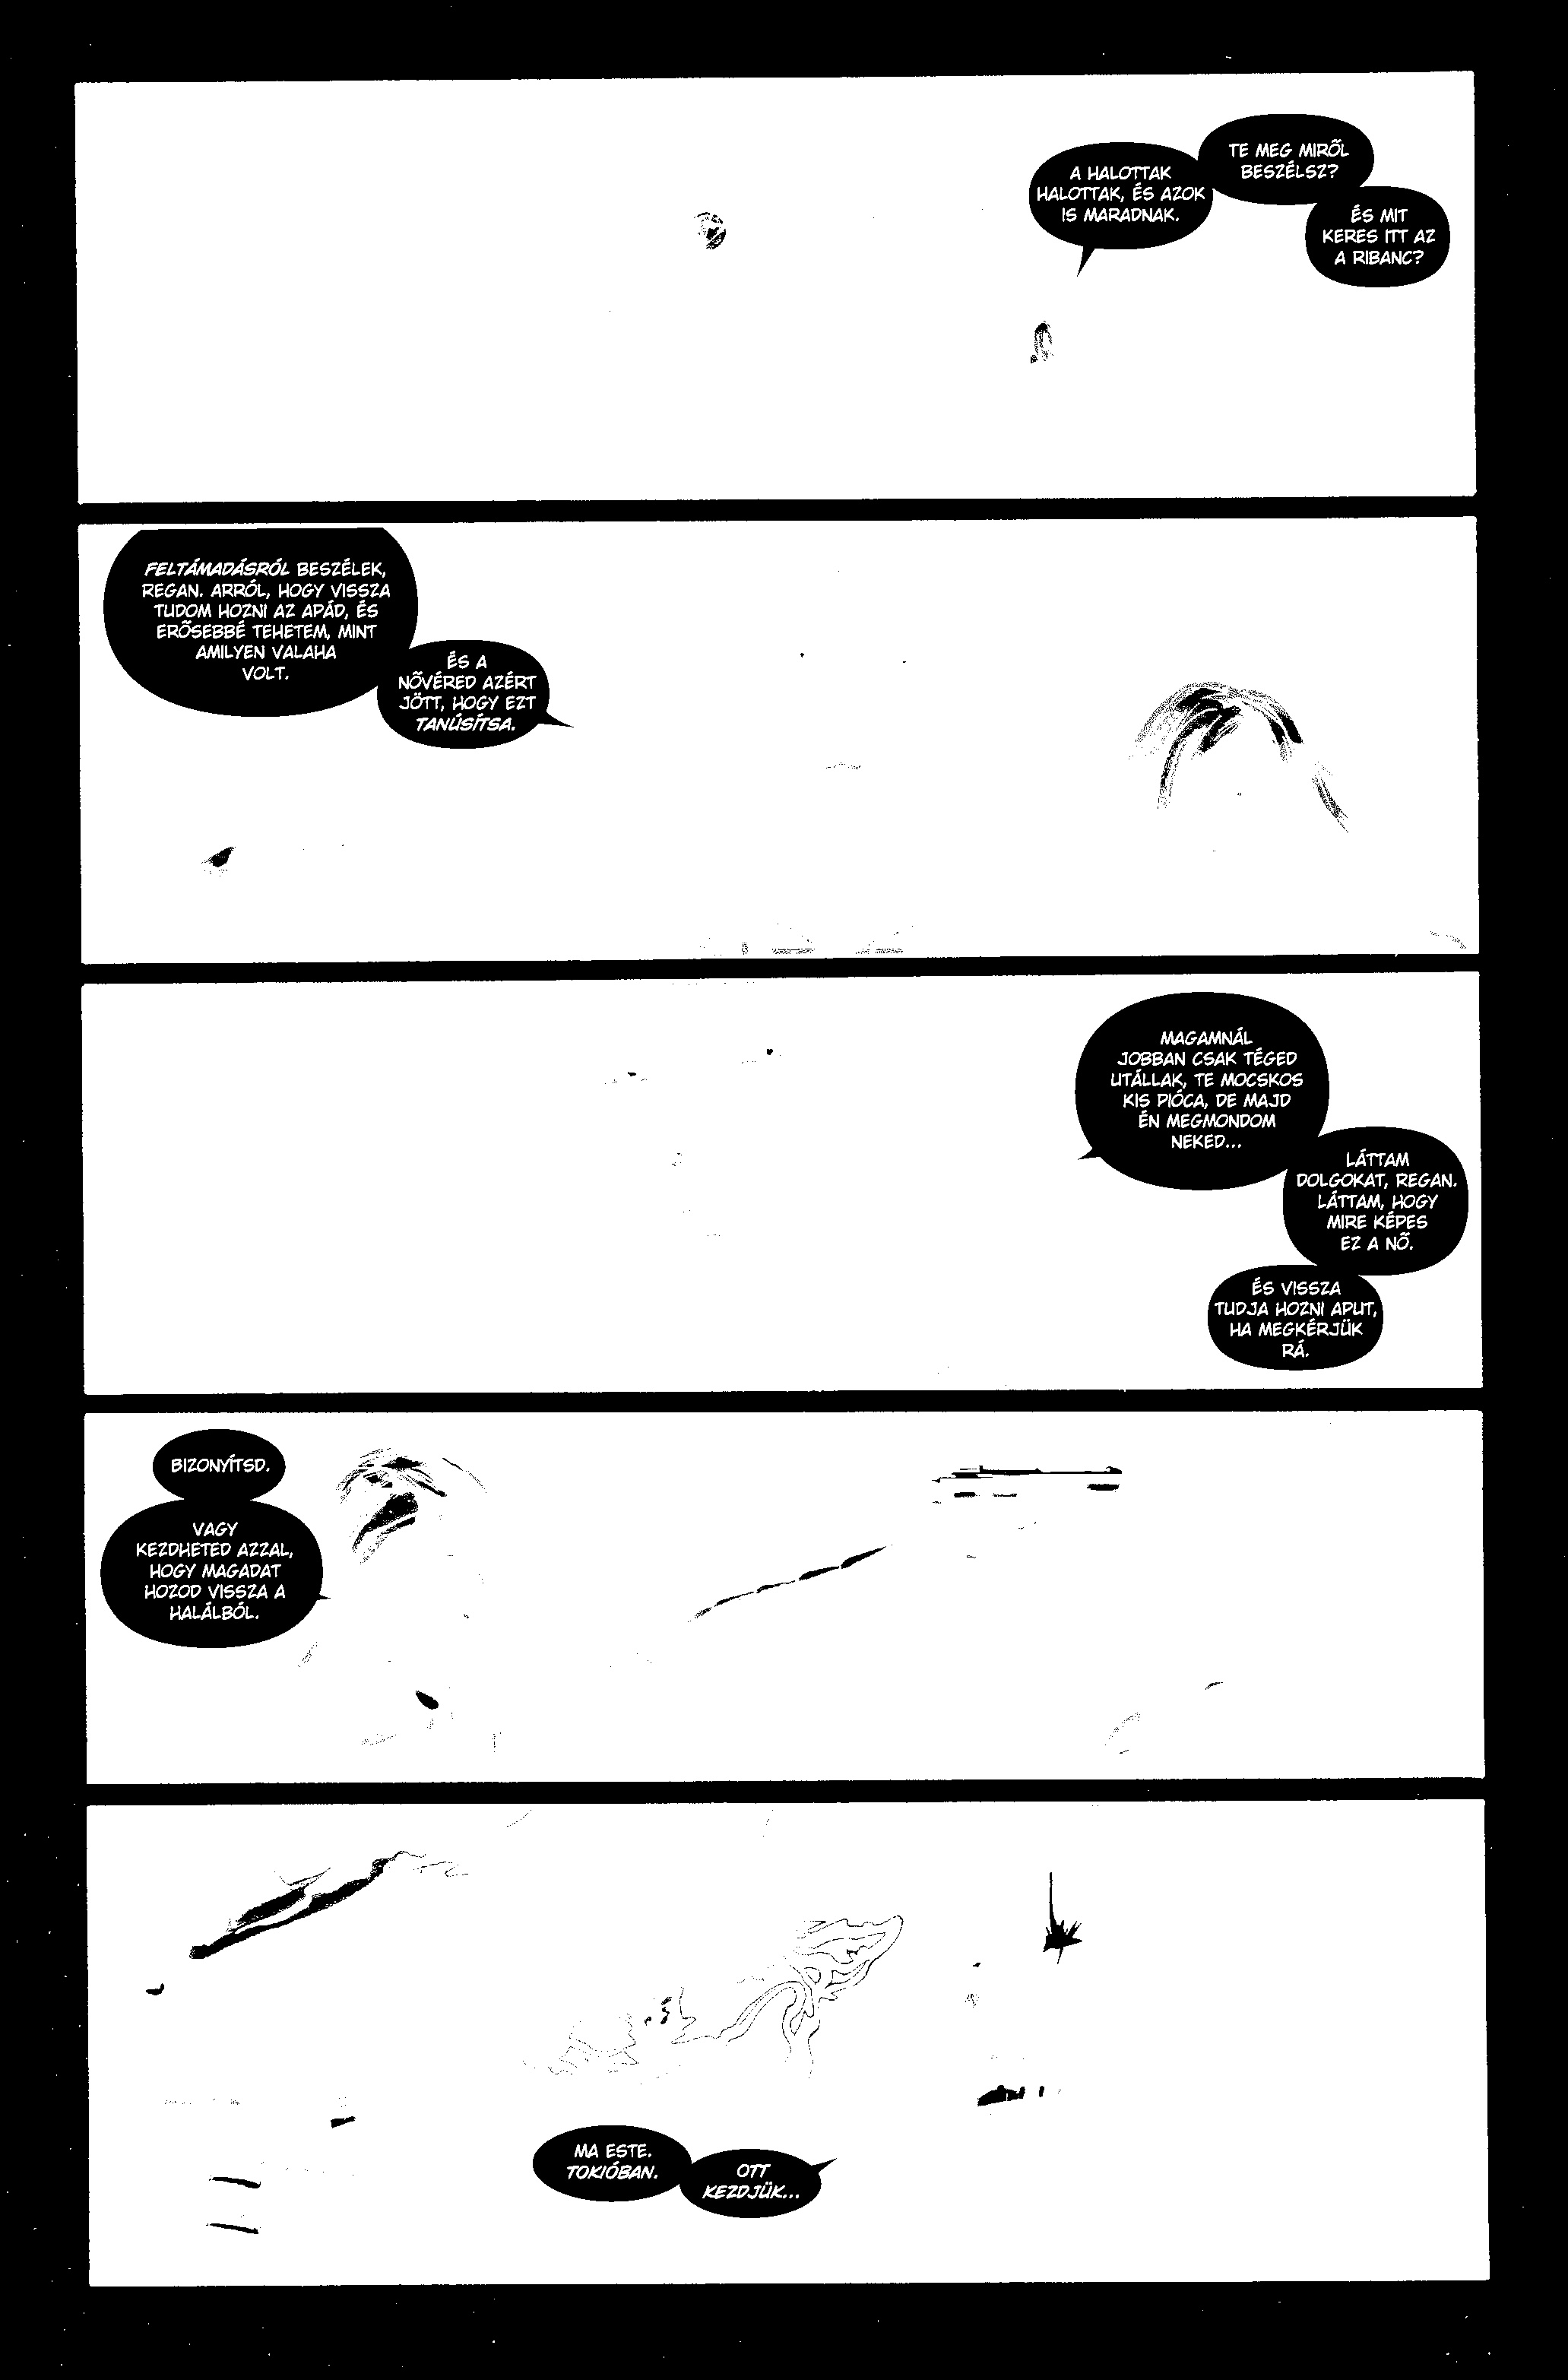 TE MEG MIRŐL
BESZÉLSZ?
A HALOTTAK
HALOTTAK, ÉS AZOK
IS MARADNAK.
ÉS MIT
KERES ITT AZ
A RIBANC?
FELTÁMADÁSRÓL BESZÉLEK,
REGAN. ARRÓL, HOGY VISSZA
TUDOM HOZNI AZ APÁD, ÉS
ERŐSEBBÉ TEHETEM, MINT
AMILYEN VALAHA
VOLT.
ÉS A
NŐVÉRED AZÉRT
JÖTT, HOGY EZT
TANÚSÍTSA.
MAGAMNÁL
JOBBAN CSAK TÉGED
UTÁLLAK, TE MOCSKOS
KIS PIÓCA, DE MAJD
ÉN MEGMONDOM
NEKED...
LÁTTAM
DOLGOKAT, REGAN.
LÁTTAM, HOGY
MIRE KÉPES
EZ A NŐ.
ÉS VISSZA
TUDJA HOZNI APUT,
HA MEGKÉRJÜK
RÁ.
BIZONYÍTSD.
VAGY
KEZDHETED AZZAL,
HOGY MAGADAT
HOZOD VISSZA A
HALÁLBÓL.
MA ESTE.
TOKIÓBAN.
OTT
KEZDJÜK...